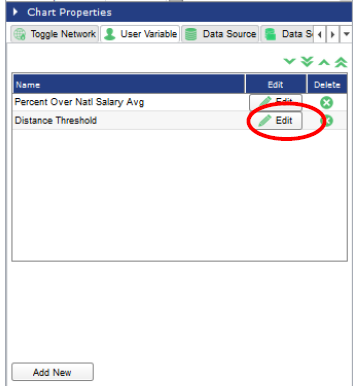 Chart Properties
Toggle Network User Variable Data Source Data S
Name Edit Delete
Percent Over Natl Salary Avg Edit
Distance Threshold Edit
Add New